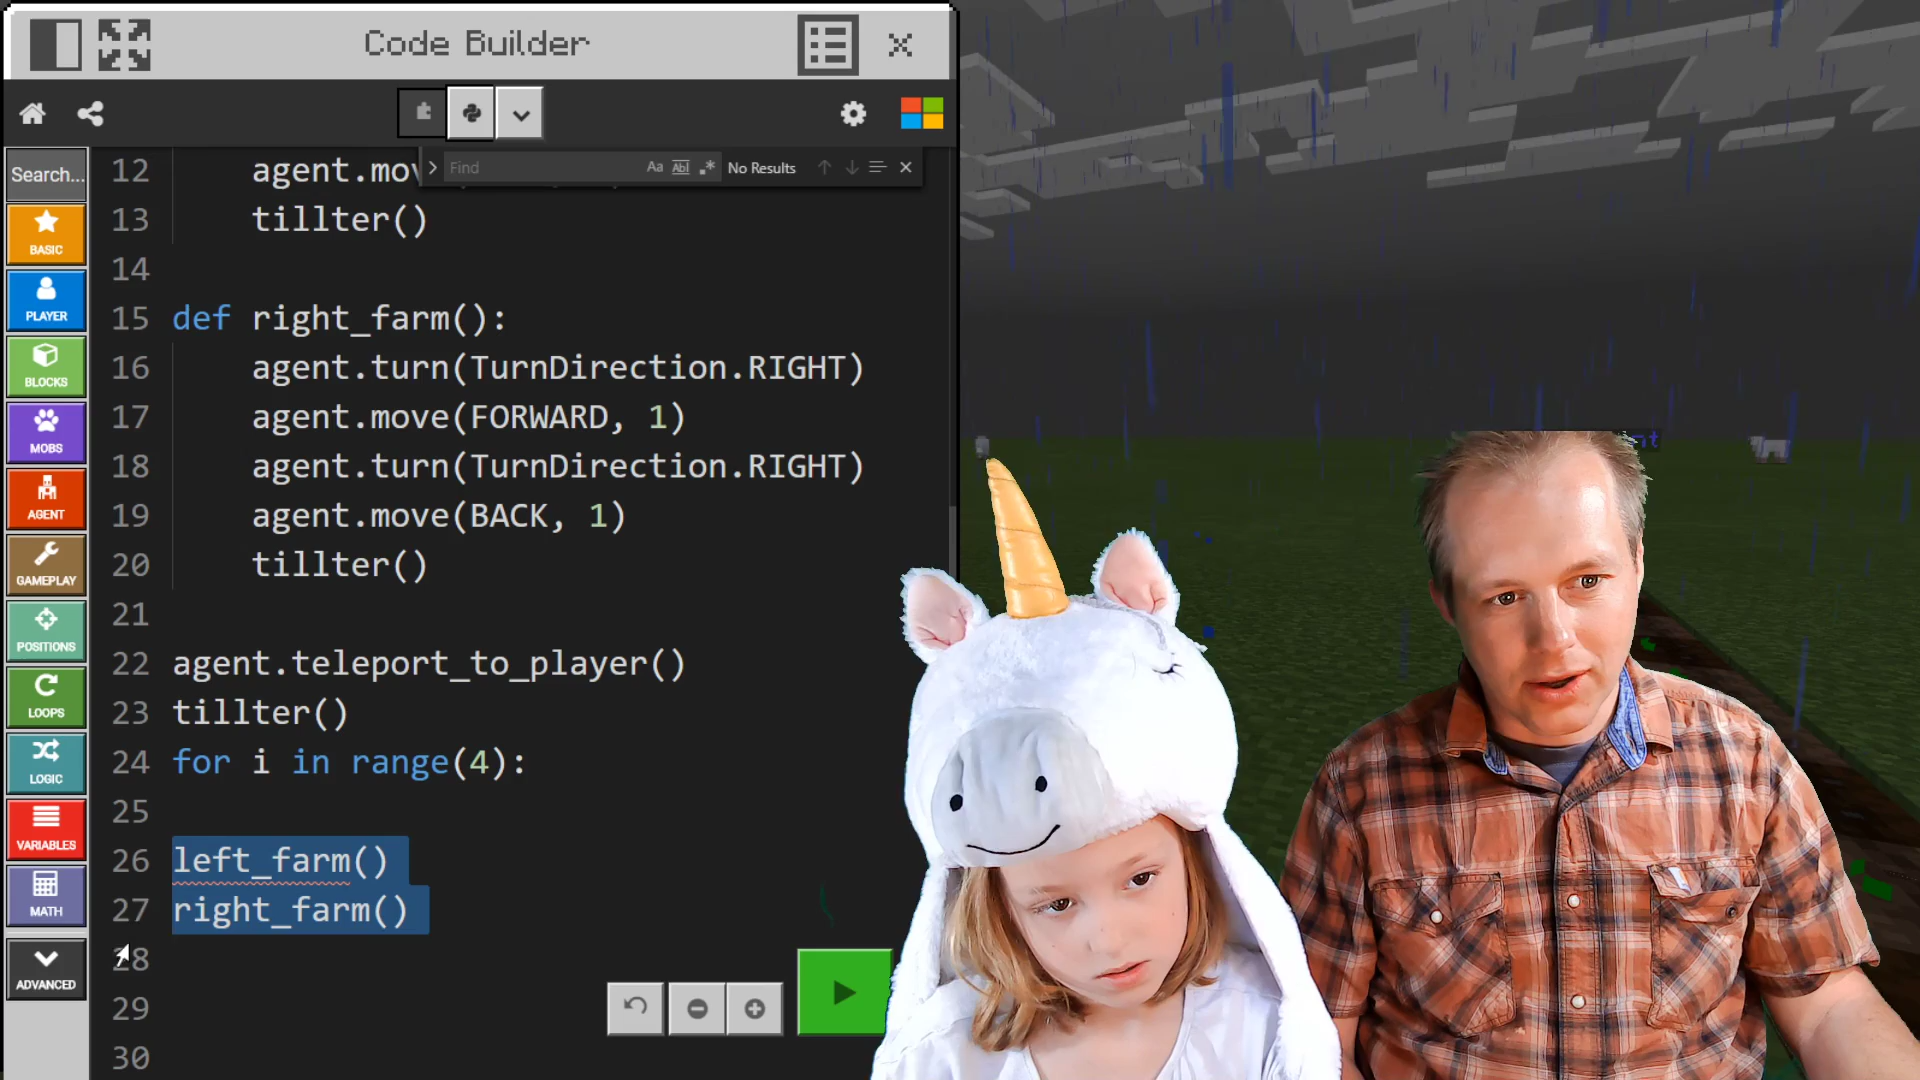 Code Builder
Search...
BASIC
PLAYER
BLOCKS
MOBS
AGENT
GAMEPLAY
POSITIONS
LOOPS
LOGIC
VARIABLES
MATH
ADVANCED
Find
Aa
Abl
No Results
12 agent.mov
13 tillter()
14
15 def right_farm():
16 agent.turn(TurnDirection.RIGHT)
17 agent.move(FORWARD, 1)
18 agent.turn(TurnDirection.RIGHT)
19 agent.move(BACK, 1)
20 tillter()
21
22 agent.teleport_to_player()
23 tillter()
24 for i in range(4):
25
26 left_farm()
27 right_farm()
28
29
30